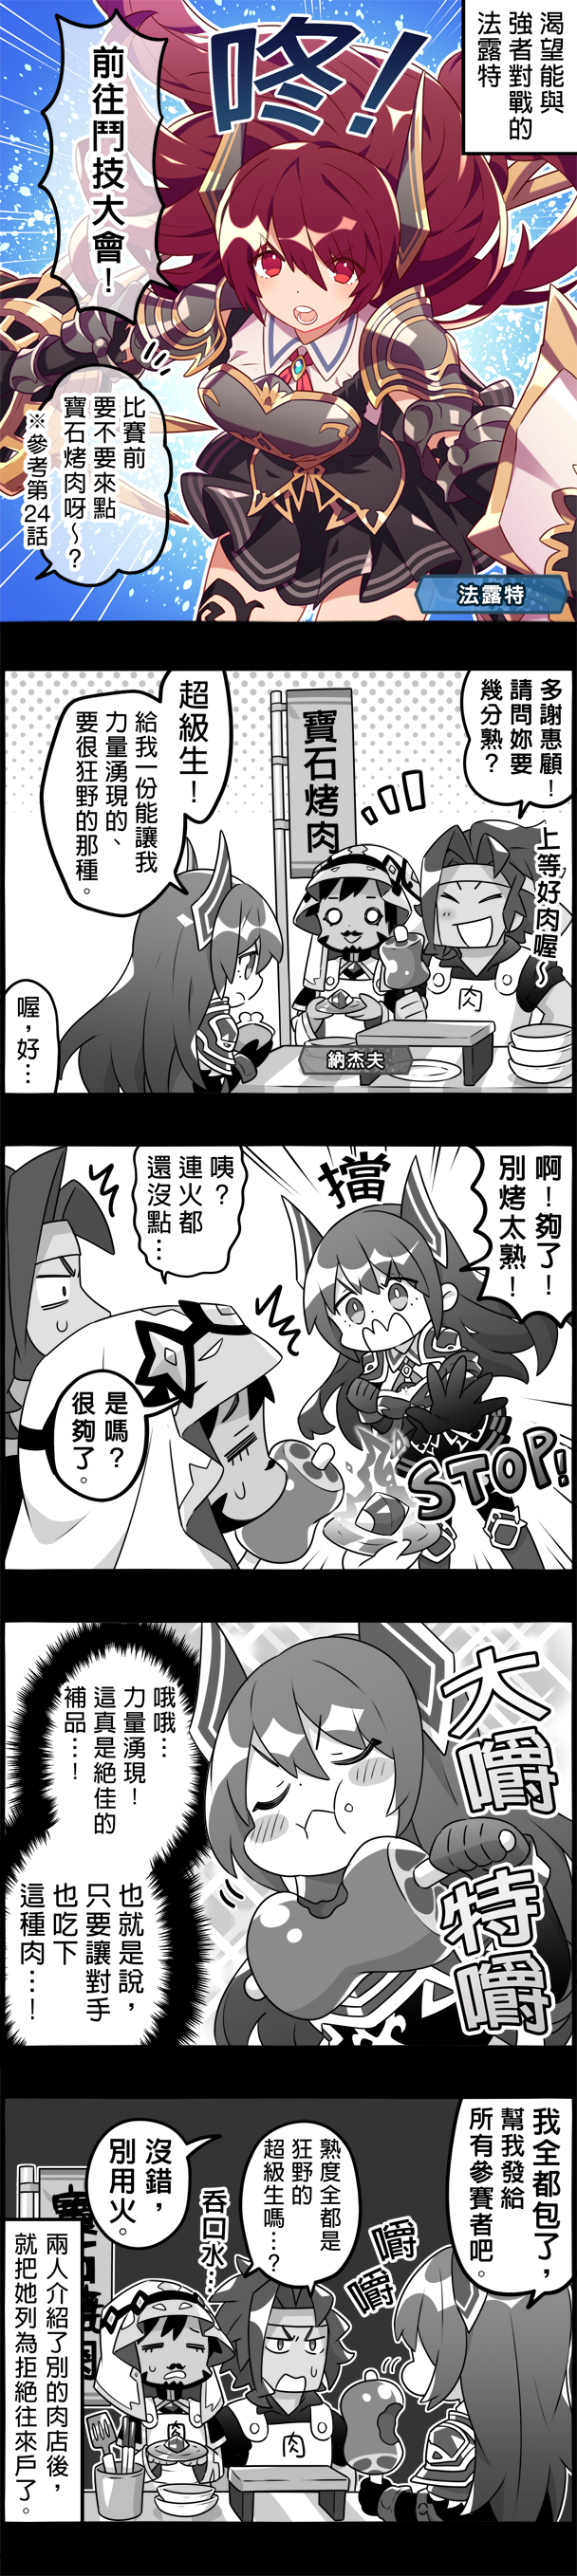 渴望能與
強者對戰的
法露特
咚！
前往鬥技大會！
比賽前
要不要來點
寶石烤肉呀～？
※參考第24話
法露特
多謝惠顧！
請問妳要
幾分熟？
上等好肉喔～
寶石烤肉
超級生！
給我一份能讓我
力量湧現的、
要很狂野的那種。
肉
納杰夫
喔，好…
啊！夠了！
別烤太熟！
擋
STOP!
咦？
連火都
還沒點…
是嗎？
很夠了。
大嚼
特嚼
哦哦…
力量湧現！
這真是絕佳的
補品…！
也就是說，
只要讓對手
也吃下
這種肉…！
我全都包了，
幫我發給
所有參賽者吧。
嚼
嚼
熟度全都是
狂野的
超級生嗎…？
吞口水…
沒錯，
別用火。
寶石烤肉
肉
肉
兩人介紹了別的肉店後，
就把她列為拒絕往來戶了。